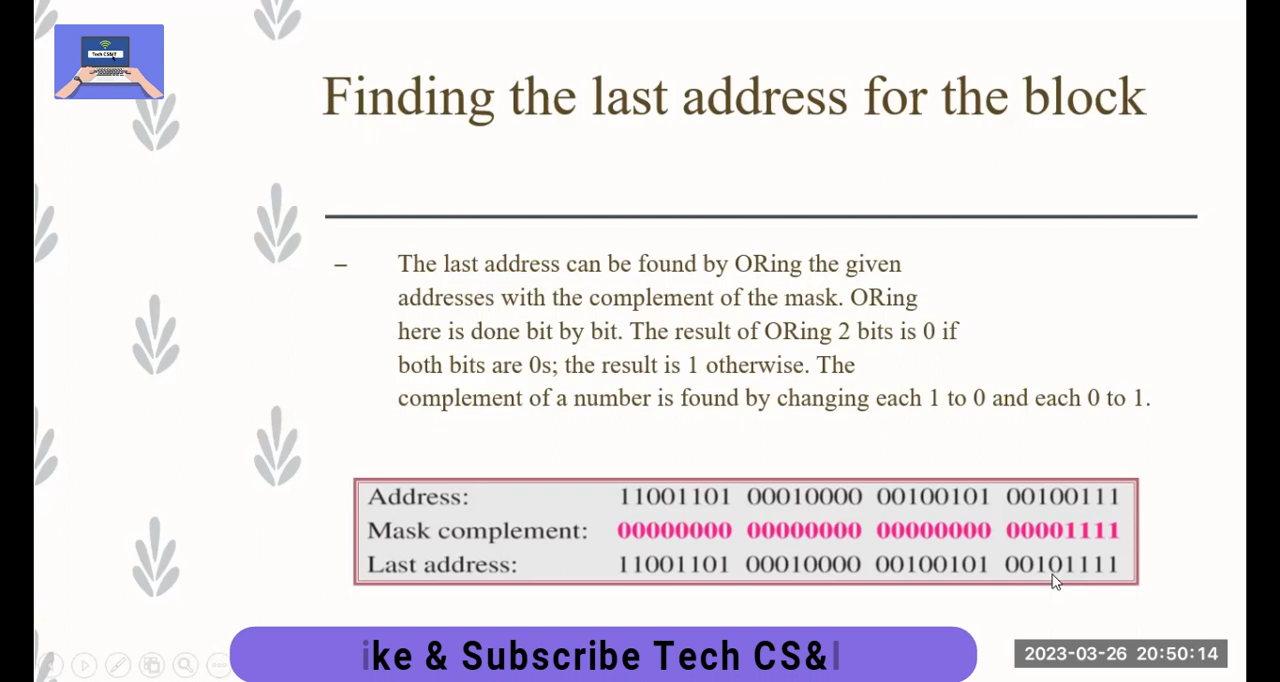 Tech CS&IT
Finding the last address for the block
– The last address can be found by ORing the given
addresses with the complement of the mask. ORing
here is done bit by bit. The result of ORing 2 bits is 0 if
both bits are 0s; the result is 1 otherwise. The
complement of a number is found by changing each 1 to 0 and each 0 to 1.
Address: 11001101 00010000 00100101 00100111
Mask complement: 00000000 00000000 00000000 00001111
Last address: 11001101 00010000 00100101 00101111
ike & Subscribe Tech CS&I
2023-03-26 20:50:14